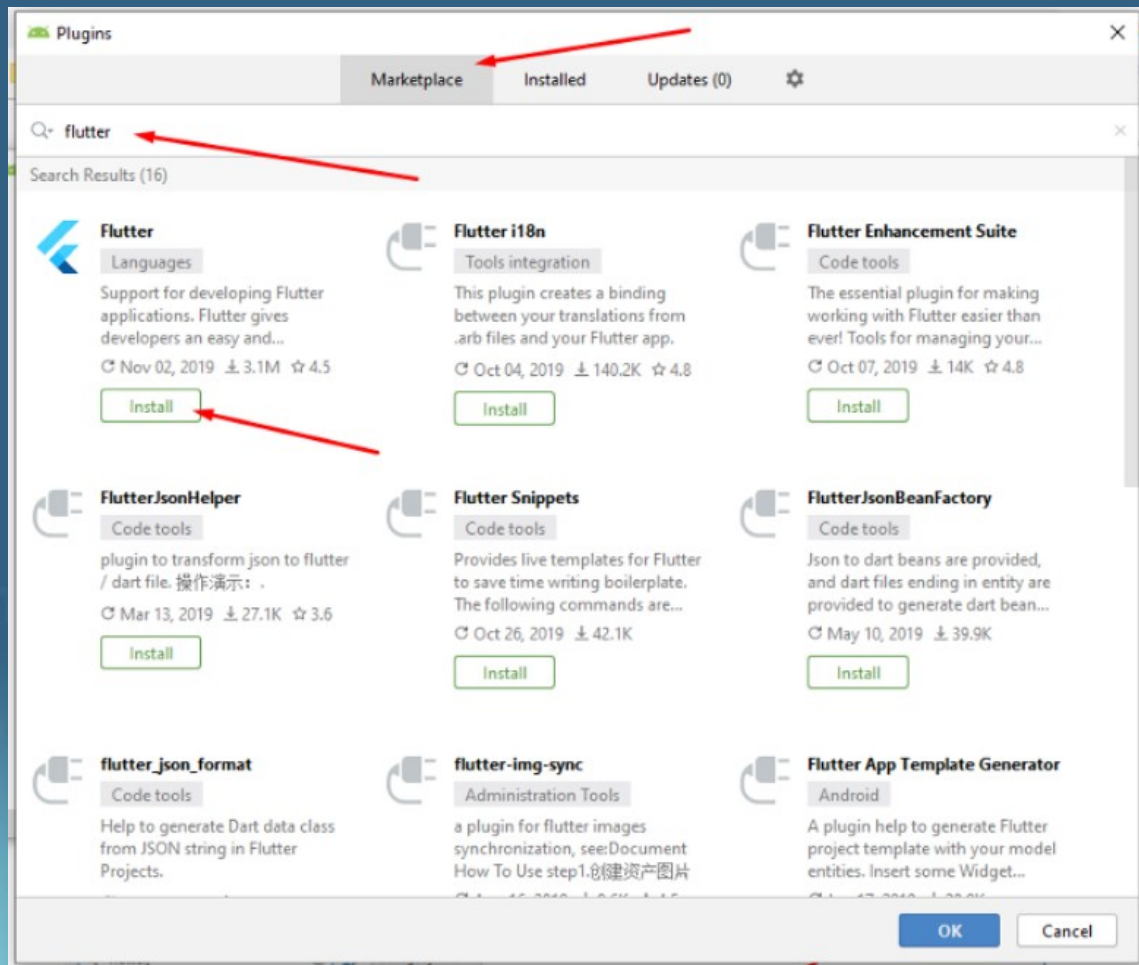 Plugins
Marketplace Installed Updates (0)
flutter
Search Results (16)
Flutter
Languages
Support for developing Flutter
applications. Flutter gives
developers an easy and...
Nov 02, 2019 3.1M 4.5
Install
Flutter i18n
Tools integration
This plugin creates a binding
between your translations from
.arb files and your Flutter app.
Oct 04, 2019 140.2K 4.8
Install
Flutter Enhancement Suite
Code tools
The essential plugin for making
working with Flutter easier than
ever! Tools for managing your...
Oct 07, 2019 14K 4.8
Install
FlutterJsonHelper
Code tools
plugin to transform json to flutter
/ dart file. 操作演示：.
Mar 13, 2019 27.1K 3.6
Install
Flutter Snippets
Code tools
Provides live templates for Flutter
to save time writing boilerplate.
The following commands are...
Oct 26, 2019 42.1K
Install
FlutterJsonBeanFactory
Code tools
Json to dart beans are provided,
and dart files ending in entity are
provided to generate dart bean...
May 10, 2019 39.9K
Install
flutter_json_format
Code tools
Help to generate Dart data class
from JSON string in Flutter
Projects.
flutter-img-sync
Administration Tools
a plugin for flutter images
synchronization, see:Document
How To Use step1.创建资产图片
Flutter App Template Generator
Android
A plugin help to generate Flutter
project template with your model
entities. Insert some Widget...
OK Cancel